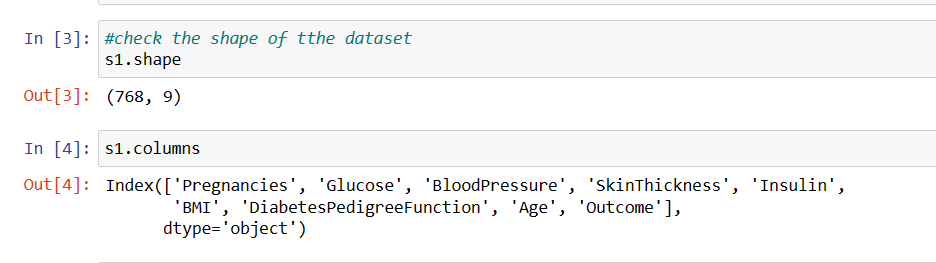 In [3]: #check the shape of tthe dataset
s1.shape
Out[3]: (768, 9)
In [4]: s1.columns
Out[4]: Index(['Pregnancies', 'Glucose', 'BloodPressure', 'SkinThickness', 'Insulin',
'BMI', 'DiabetesPedigreeFunction', 'Age', 'Outcome'],
dtype='object')